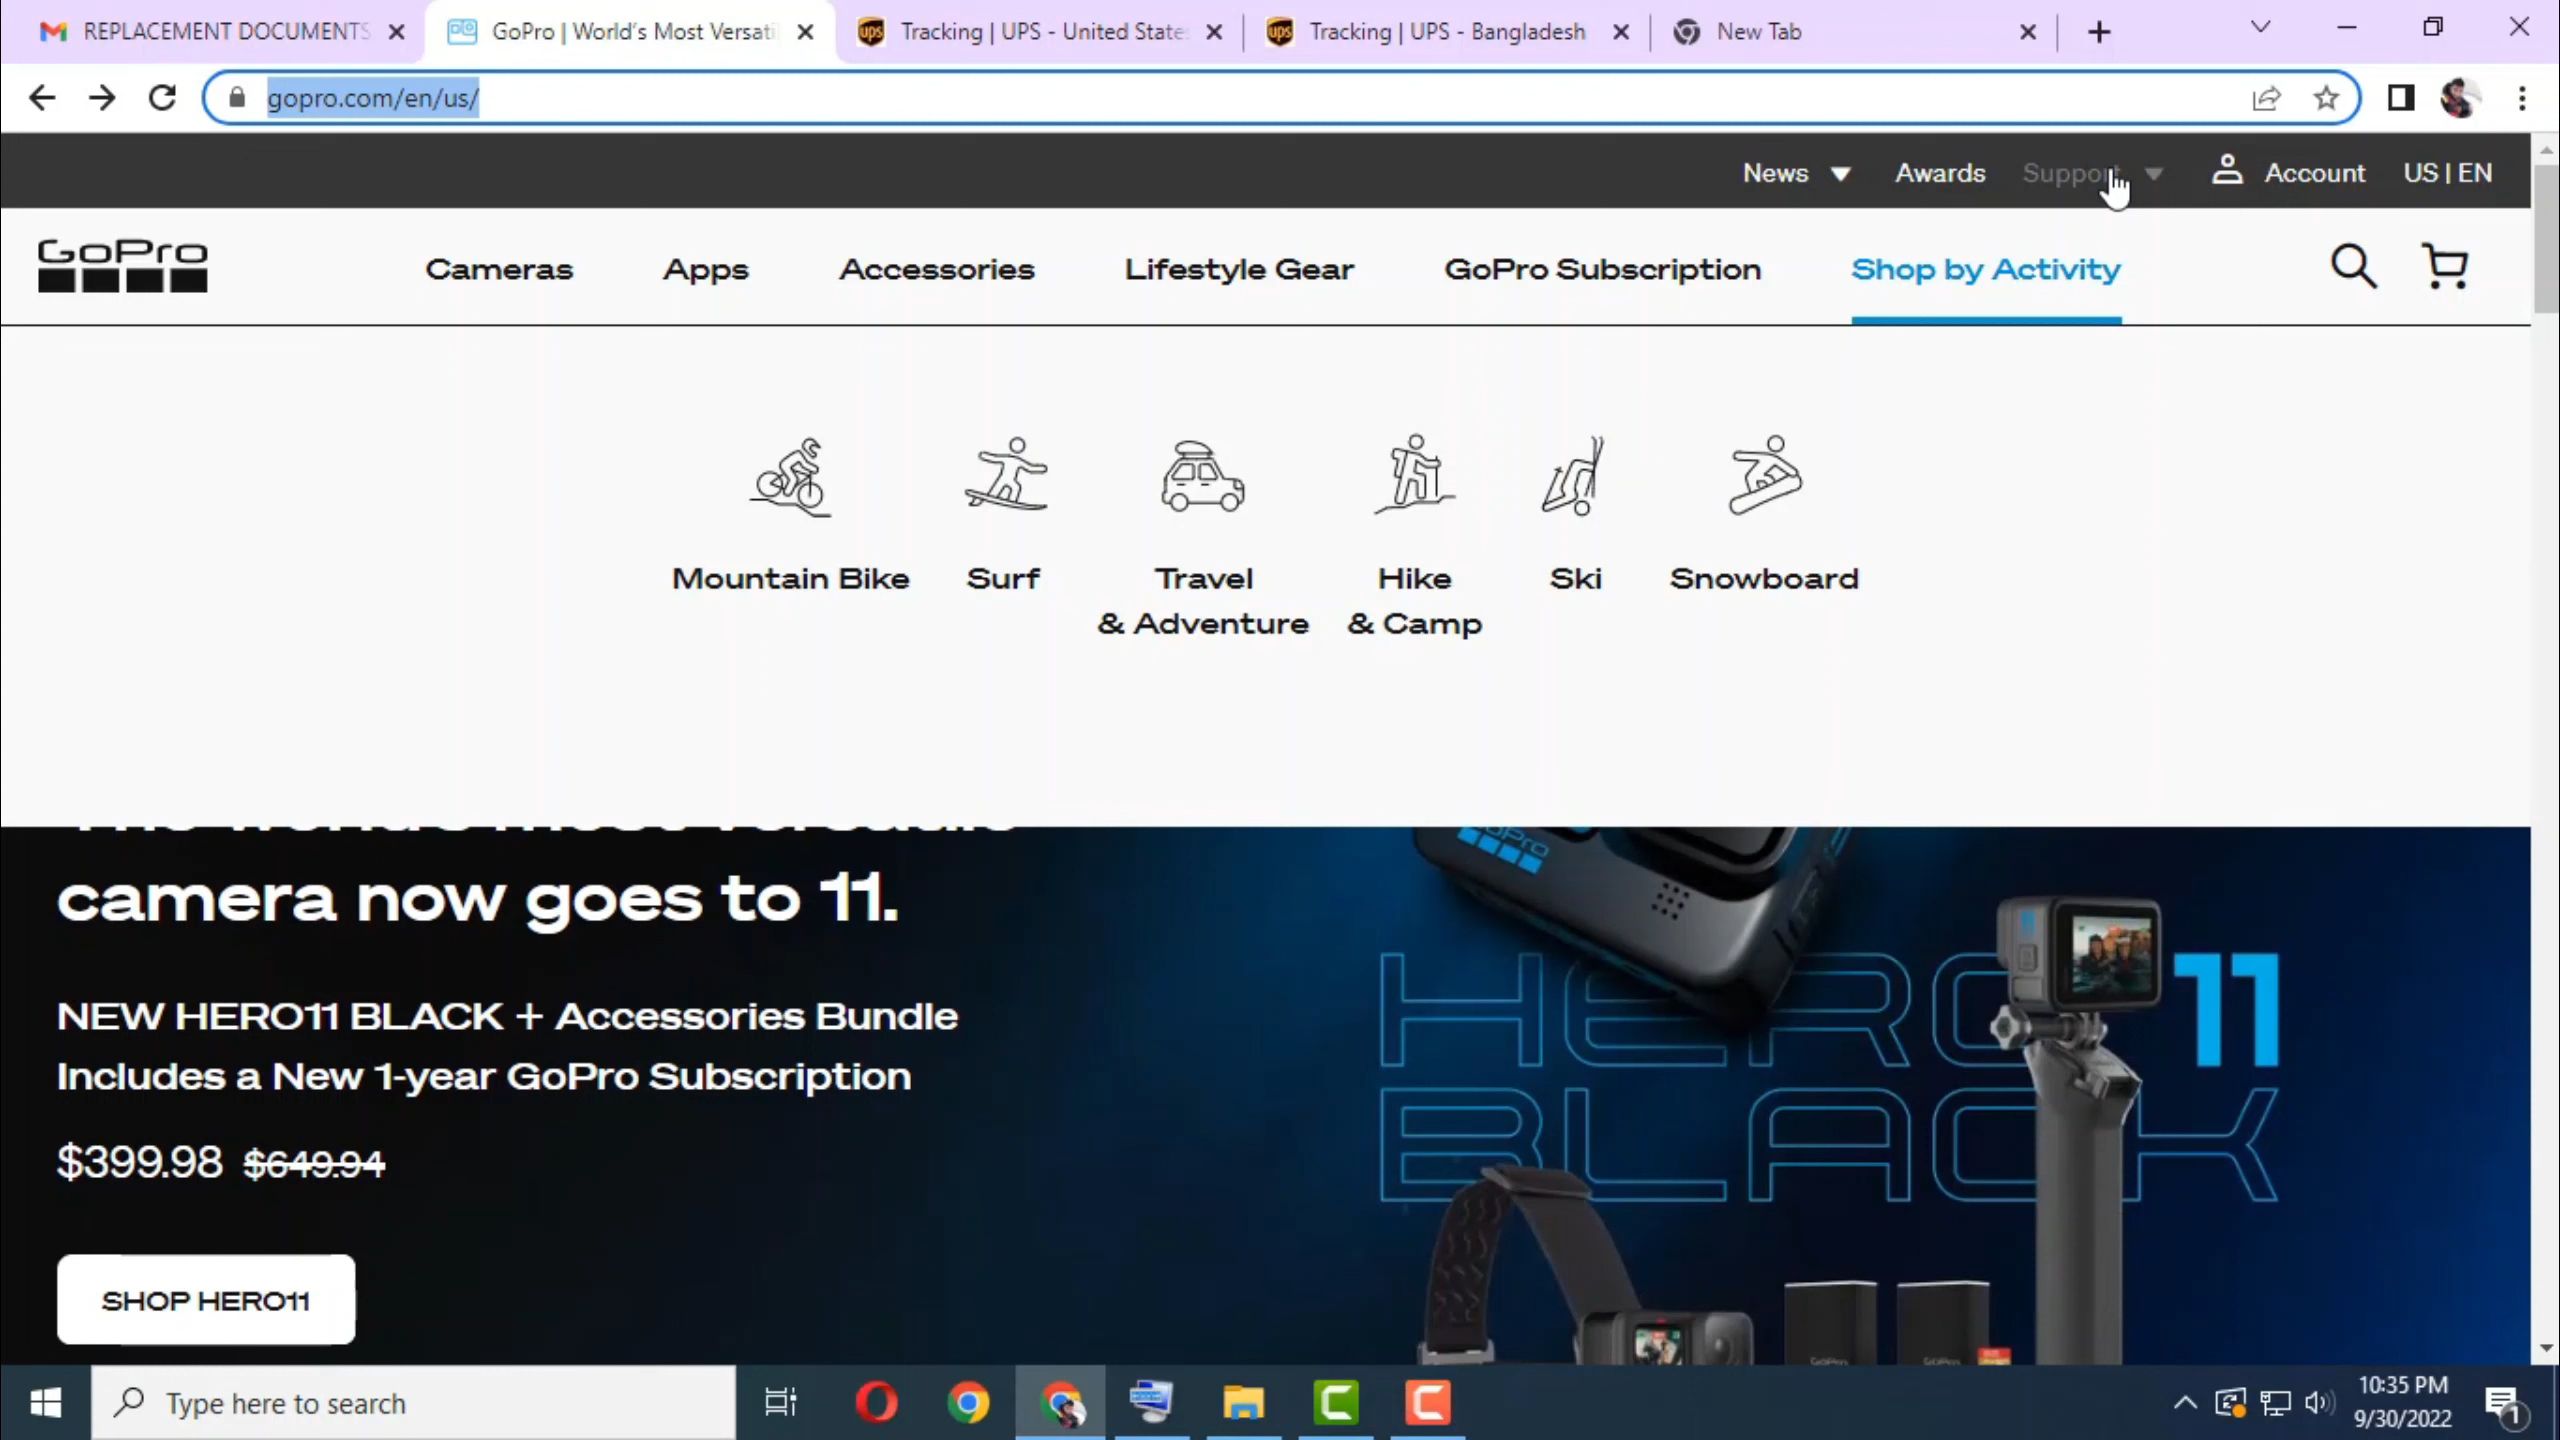 REPLACEMENT DOCUMENTS
GoPro | World's Most Versati
Tracking | UPS - United State
Tracking | UPS - Bangladesh
New Tab
gopro.com/en/us/
News
Awards
Support
Account
US | EN
GoPro
Cameras
Apps
Accessories
Lifestyle Gear
GoPro Subscription
Shop by Activity
Mountain Bike
Surf
Travel
& Adventure
Hike
& Camp
Ski
Snowboard
camera now goes to 11.
NEW HERO11 BLACK + Accessories Bundle
Includes a New 1-year GoPro Subscription
$399.98 $649.94
SHOP HERO11
GoPro
HERO 11
BLACK
Type here to search
10:35 PM
9/30/2022
1